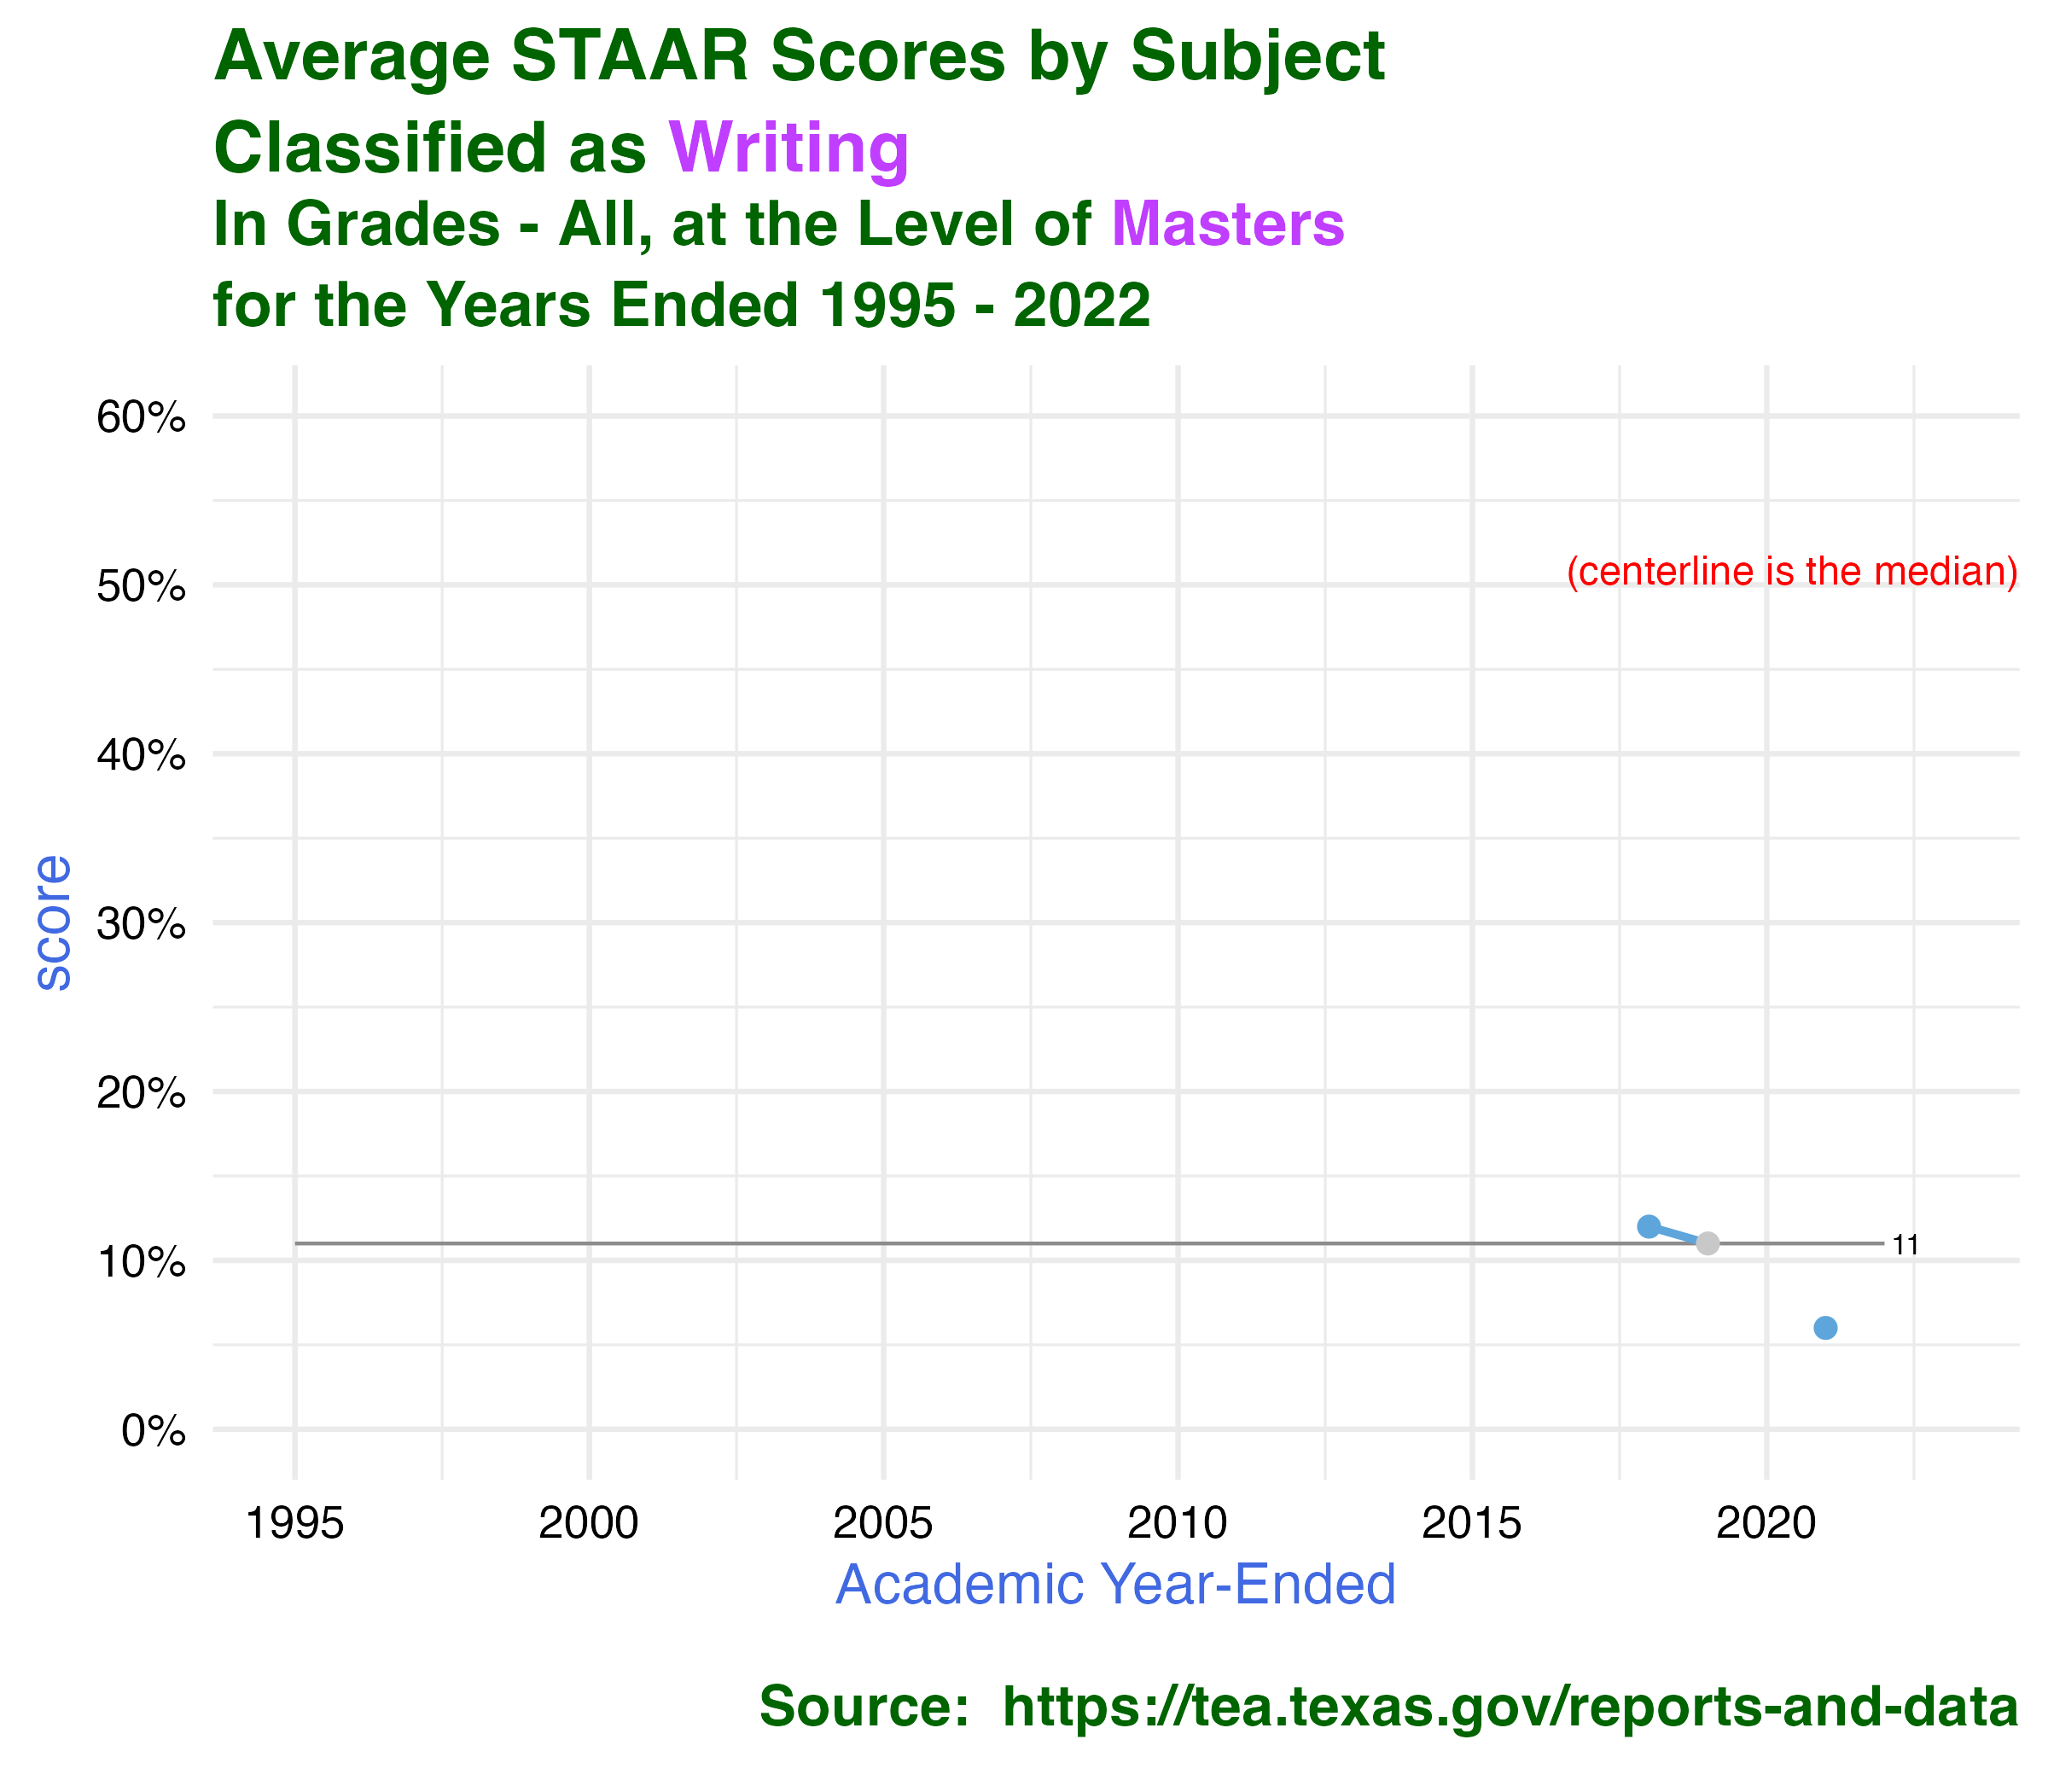 Average STAAR Scores by Subject
Classified as Writing
In Grades - All, at the Level of Masters
for the Years Ended 1995 - 2022
60%
(centerline is the median)
50%
40%
30%
20%
10%
11
0%
score
1995 2000 2005 2010 2015 2020
Academic Year-Ended
Source:  https://tea.texas.gov/reports-and-data